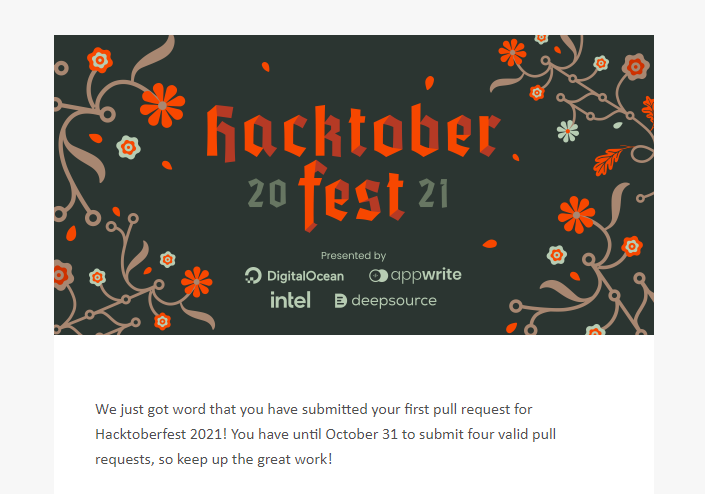 hacktober
20 fest 21
Presented by
DigitalOcean appwrite
intel deepsource
We just got word that you have submitted your first pull request for
Hacktoberfest 2021! You have until October 31 to submit four valid pull
requests, so keep up the great work!